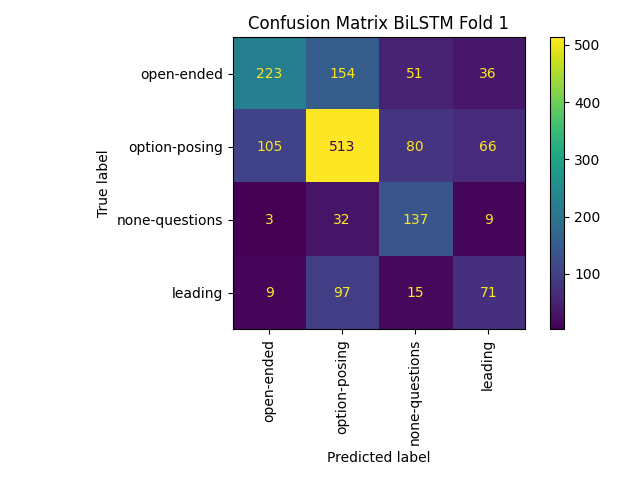 Confusion Matrix BiLSTM Fold 1
True label
open-ended 223 154 51 36
option-posing 105 513 80 66
none-questions 3 32 137 9
leading 9 97 15 71
open-ended
option-posing
none-questions
leading
Predicted label
500
400
300
200
100